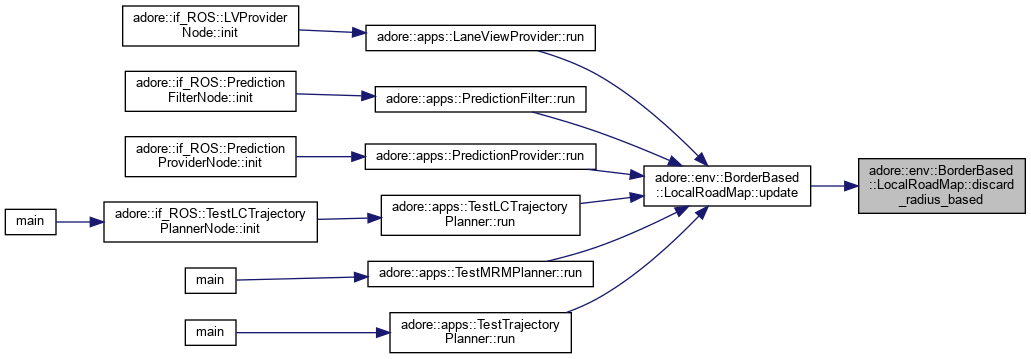 adore::if_ROS::LVProvider
Node::init
adore::apps::LaneViewProvider::run
adore::if_ROS::Prediction
FilterNode::init
adore::apps::PredictionFilter::run
adore::if_ROS::Prediction
ProviderNode::init
adore::apps::PredictionProvider::run
adore::env::BorderBased
::LocalRoadMap::update
adore::env::BorderBased
::LocalRoadMap::discard
_radius_based
main
adore::if_ROS::TestLCTrajectory
PlannerNode::init
adore::apps::TestLCTrajectory
Planner::run
main
adore::apps::TestMRMPlanner::run
main
adore::apps::TestTrajectory
Planner::run